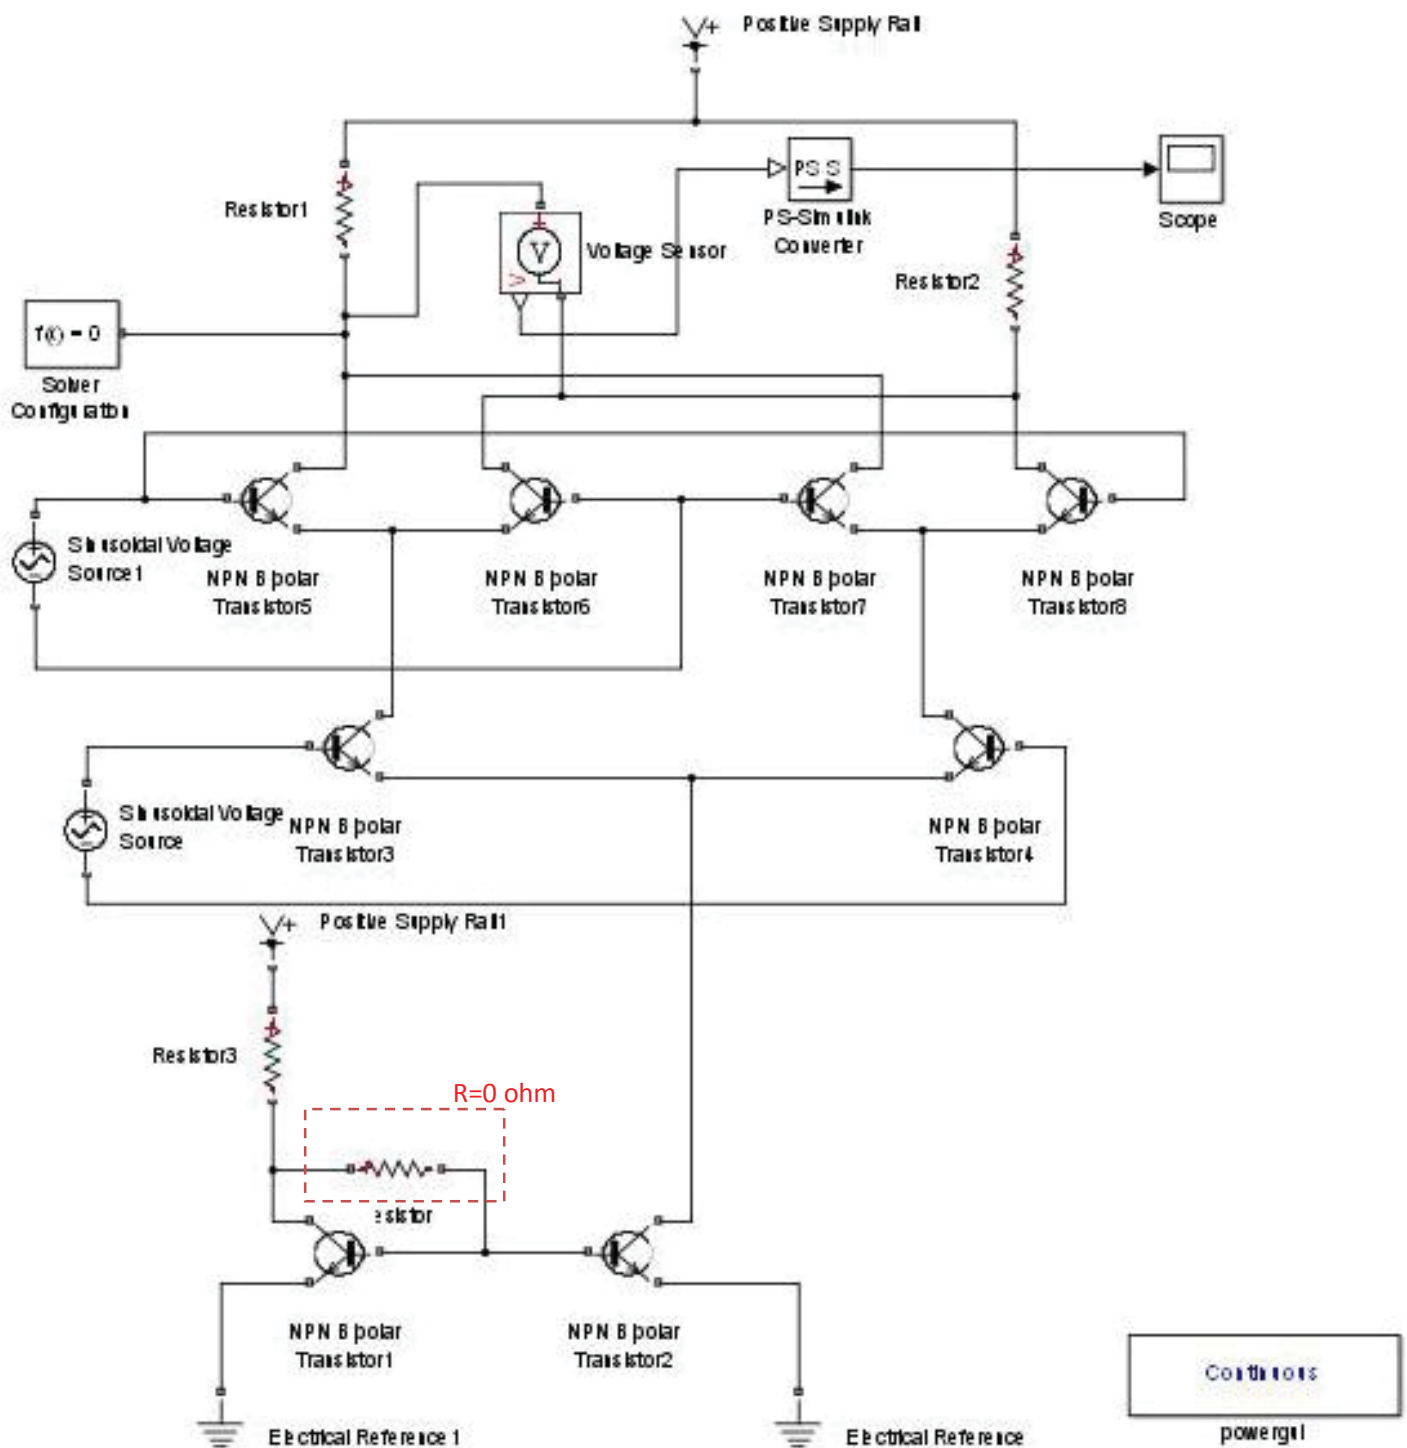 V+
Positive Supply Rail
Resistor1
V
V
Voltage Sensor
PS S
PS-Simulink
Converter
Scope
Resistor2
f(t) = 0
Solver
Configuration
Sinusoidal Voltage
Source1
NPN Bipolar
Transistor5
NPN Bipolar
Transistor6
NPN Bipolar
Transistor7
NPN Bipolar
Transistor8
Sinusoidal Voltage
Source
NPN Bipolar
Transistor3
NPN Bipolar
Transistor4
V+
Positive Supply Rail1
Resistor3
R=0 ohm
esistor
NPN Bipolar
Transistor1
NPN Bipolar
Transistor2
Electrical Reference 1
Electrical Reference
Continuous
powergui